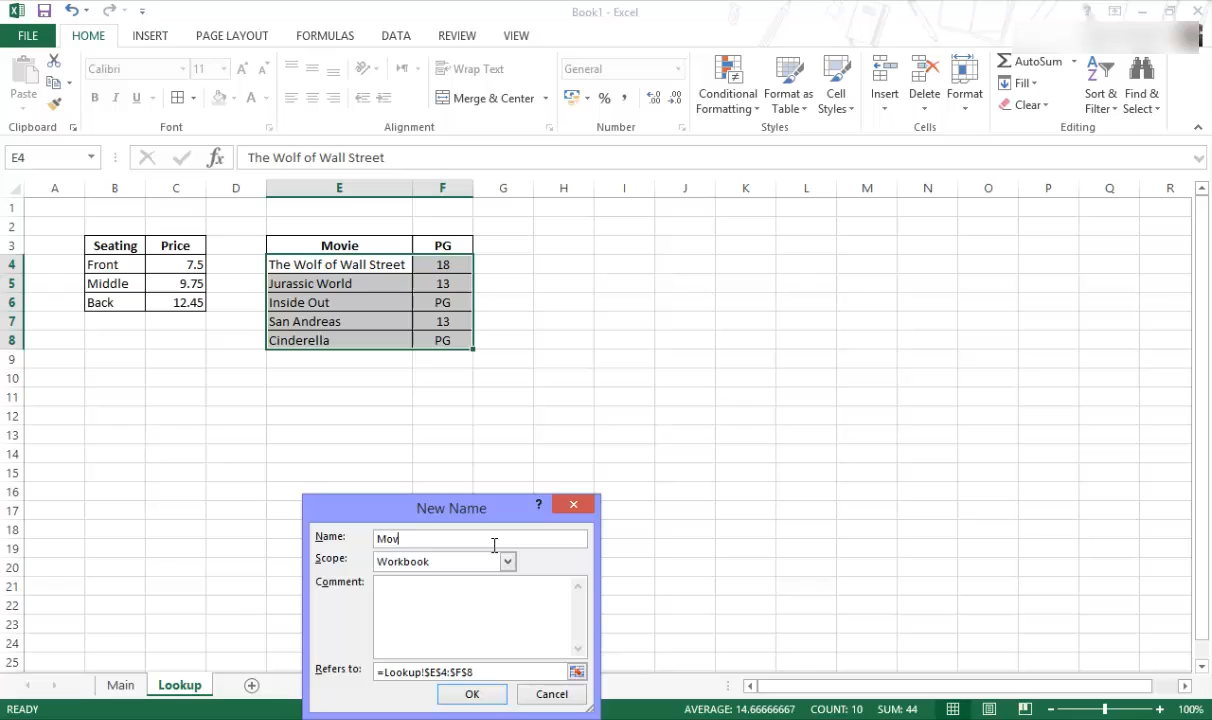 Book1 - Excel
FILE HOME INSERT PAGE LAYOUT FORMULAS DATA REVIEW VIEW
Calibri 11 Wrap Text General AutoSum
Paste Conditional Formatting Format as Table Cell Styles Insert Delete Format Fill Sort & Filter Find & Select
B I U Merge & Center % Clear
Clipboard Font Alignment Number Styles Cells Editing
E4 fx The Wolf of Wall Street
A B C D E F G H I J K L M N O P Q R
1
2
3 Seating Price Movie PG
4 Front 7.5 The Wolf of Wall Street 18
5 Middle 9.75 Jurassic World 13
6 Back 12.45 Inside Out PG
7 San Andreas 13
8 Cinderella PG
9
10
11
12
13
14
15
16
17 New Name ?
18
19 Name: Mov
20 Scope: Workbook
21 Comment:
22
23
24
25 Refers to: =Lookup!$E$4:$F$8
OK Cancel
Main Lookup
READY AVERAGE: 14.66666667 COUNT: 10 SUM: 44 100%